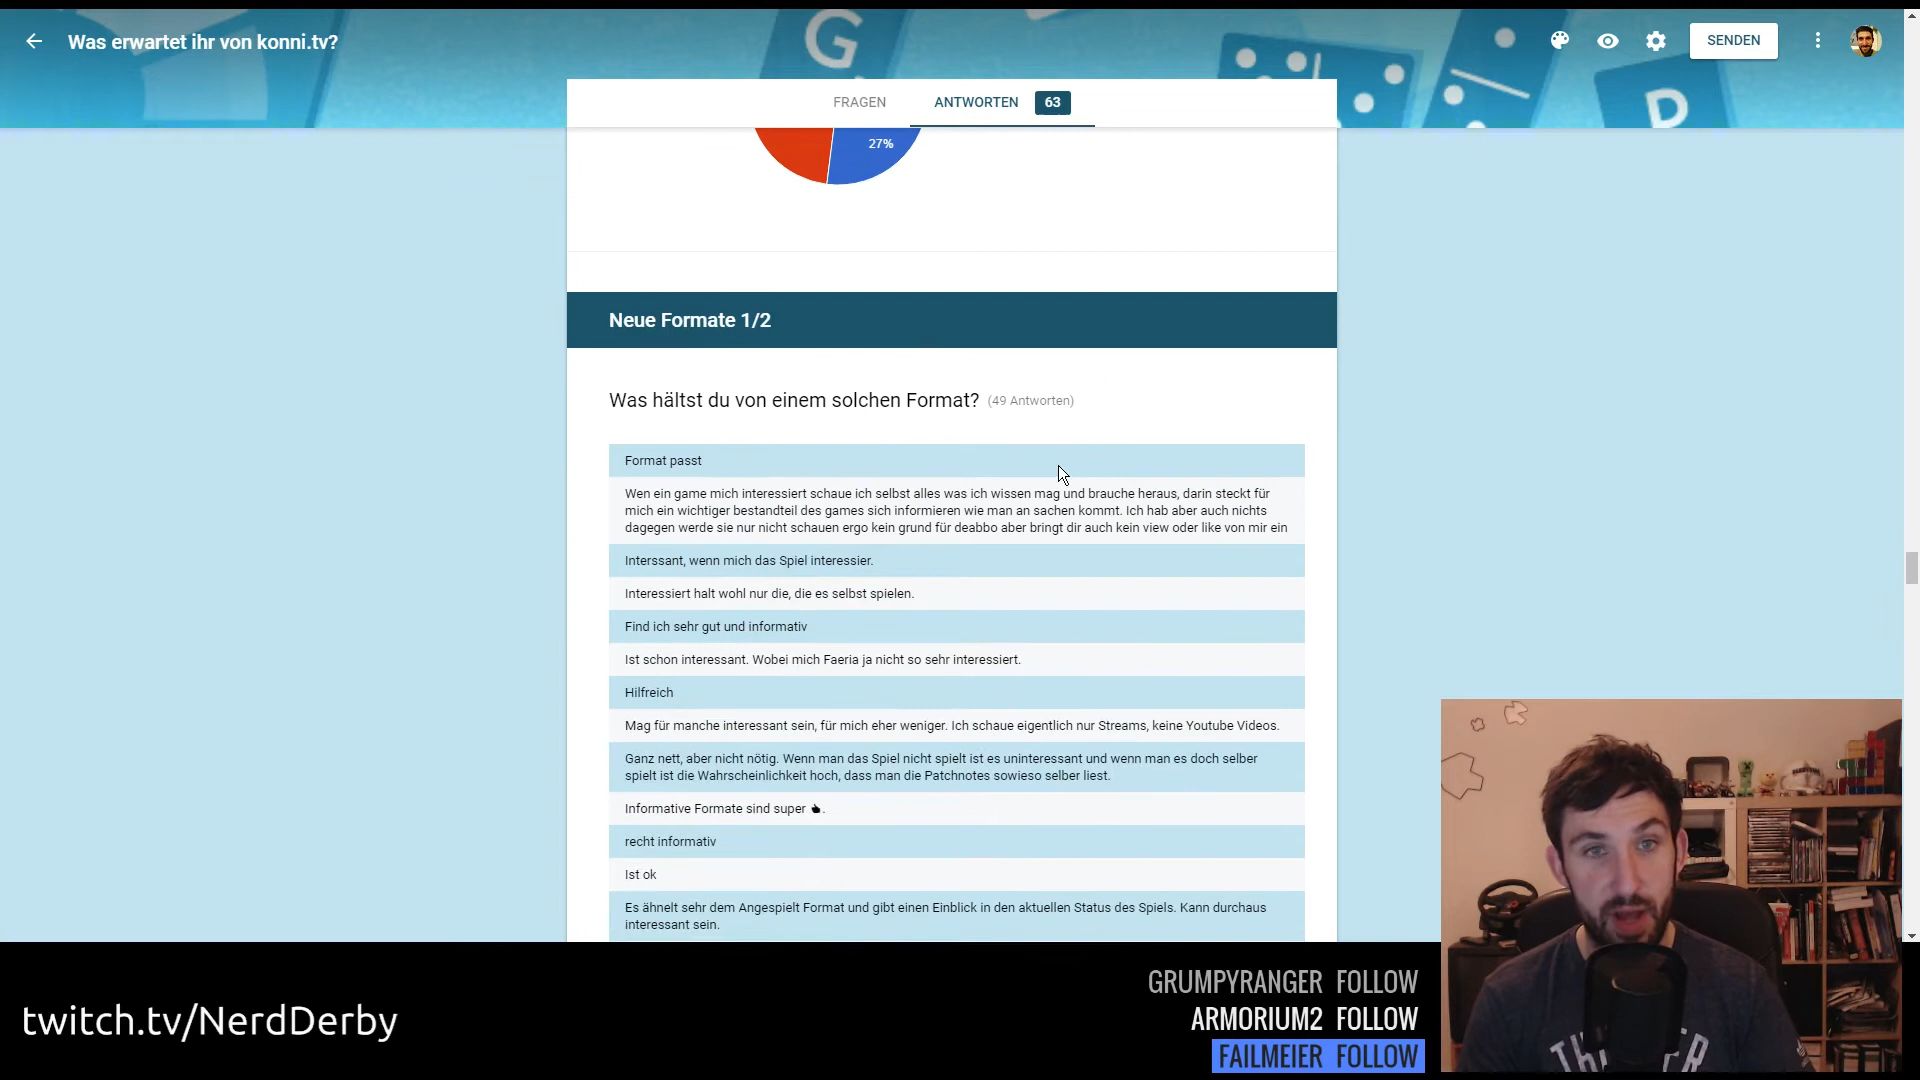 Was erwartet ihr von konni.tv?
SENDEN
G
D
FRAGEN
ANTWORTEN
63
27%
Neue Formate 1/2
Was hältst du von einem solchen Format? (49 Antworten)
Format passt
Wen ein game mich interessiert schaue ich selbst alles was ich wissen mag und brauche heraus, darin steckt für
mich ein wichtiger bestandteil des games sich informieren wie man an sachen kommt. Ich hab aber auch nichts
dagegen werde sie nur nicht schauen ergo kein grund für deabbo aber bringt dir auch kein view oder like von mir ein
Interssant, wenn mich das Spiel interessier.
Interessiert halt wohl nur die, die es selbst spielen.
Find ich sehr gut und informativ
Ist schon interessant. Wobei mich Faeria ja nicht so sehr interessiert.
Hilfreich
Mag für manche interessant sein, für mich eher weniger. Ich schaue eigentlich nur Streams, keine Youtube Videos.
Ganz nett, aber nicht nötig. Wenn man das Spiel nicht spielt ist es uninteressant und wenn man es doch selber
spielt ist die Wahrscheinlichkeit hoch, dass man die Patchnotes sowieso selber liest.
Informative Formate sind super .
recht informativ
Ist ok
Es ähnelt sehr dem Angespielt Format und gibt einen Einblick in den aktuellen Status des Spiels. Kann durchaus
interessant sein.
twitch.tv/NerdDerby
GRUMPYRANGER FOLLOW
ARMORIUM2 FOLLOW
FAILMEIER FOLLOW